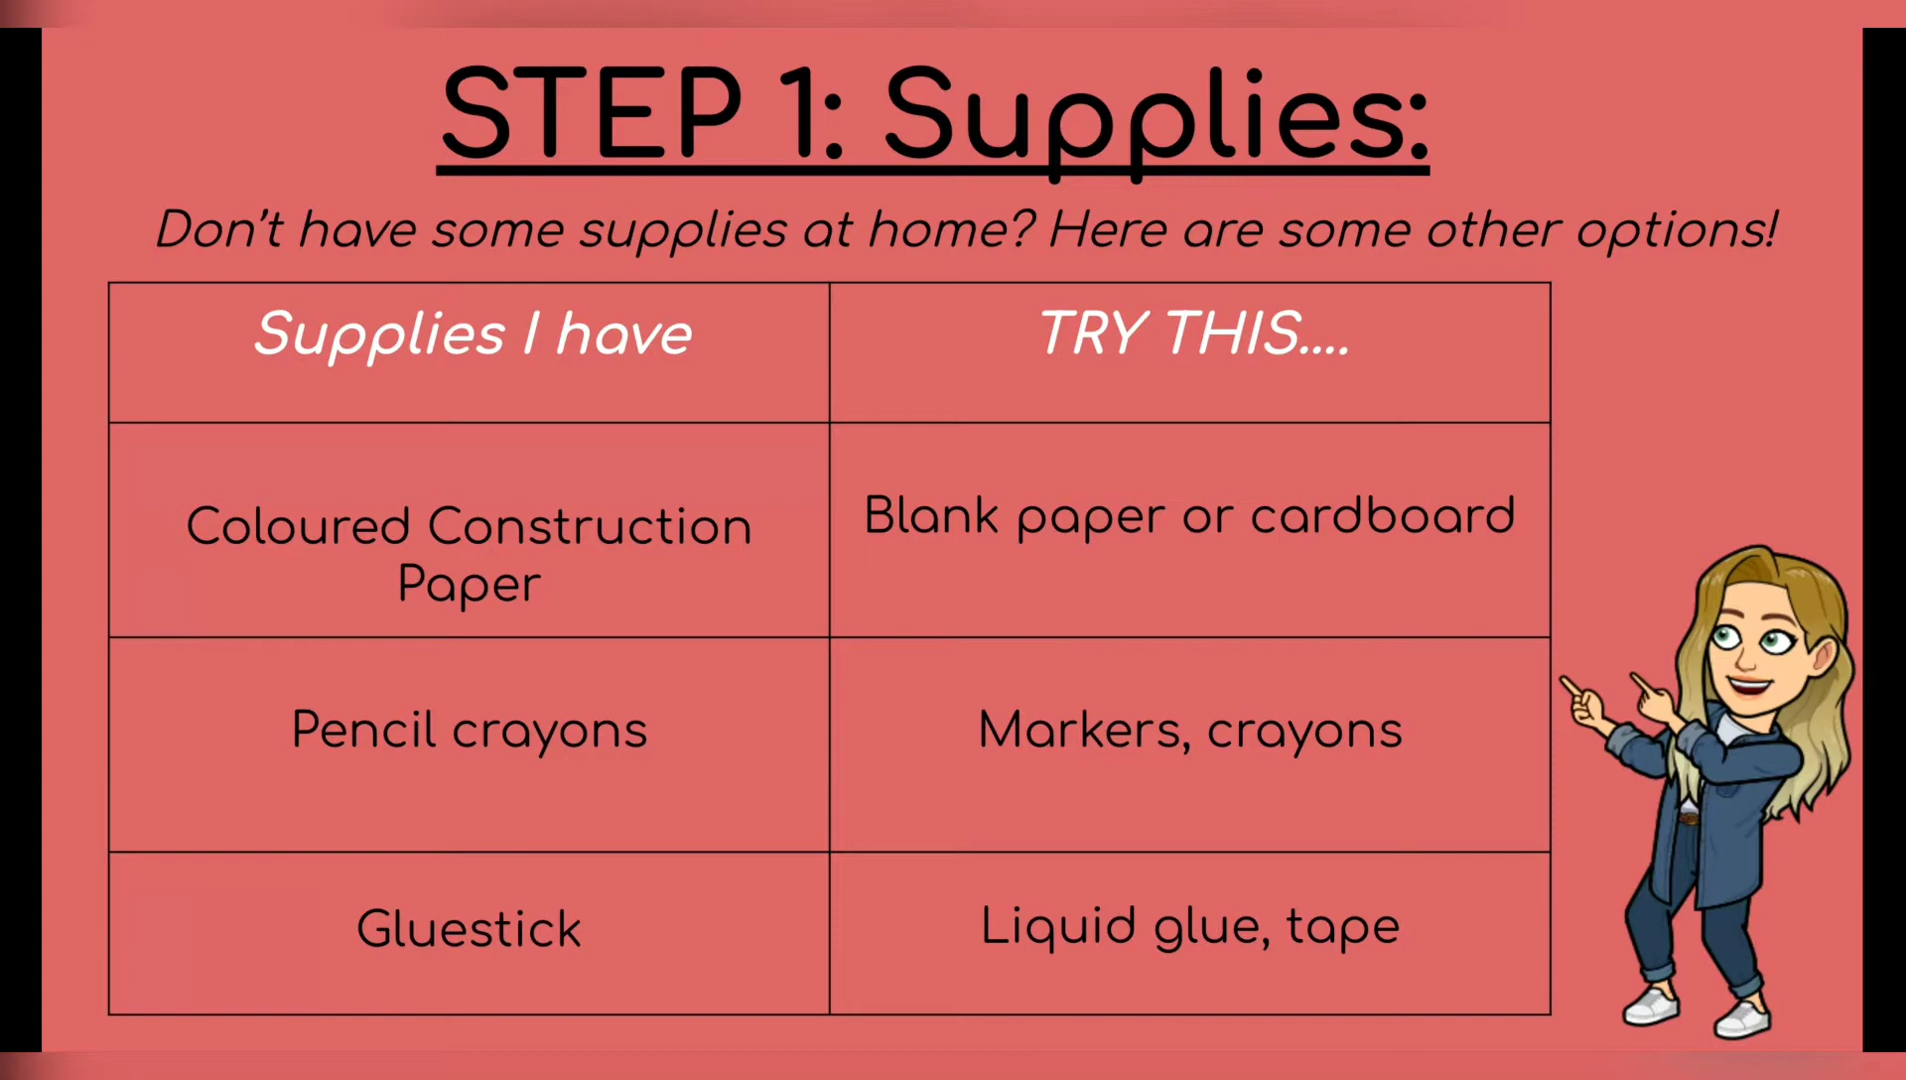 STEP 1: Supplies:
Don't have some supplies at home? Here are some other options!
Supplies I have
TRY THIS....
Coloured Construction
Paper
Blank paper or cardboard
Pencil crayons
Markers, crayons
Gluestick
Liquid glue, tape